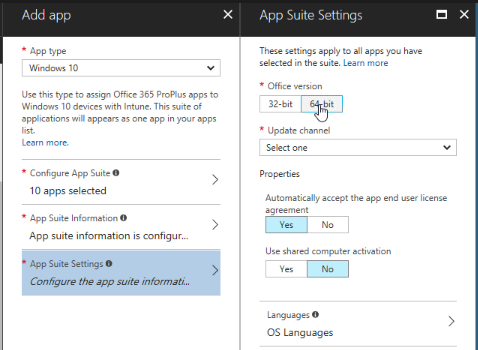 Add app
* App type
Windows 10
Use this type to assign Office 365 ProPlus apps to
Windows 10 devices with Intune. This suite of
applications will appears as one app in your apps
list.
Learn more.
* Configure App Suite
10 apps selected
* App Suite Information
App suite information is configur...
* App Suite Settings
Configure the app suite informati...
App Suite Settings
These settings apply to all apps you have
selected in the suite. Learn more
* Office version
32-bit 64-bit
* Update channel
Select one
Properties
Automatically accept the app end user license
agreement
Yes No
Use shared computer activation
Yes No
Languages
OS Languages